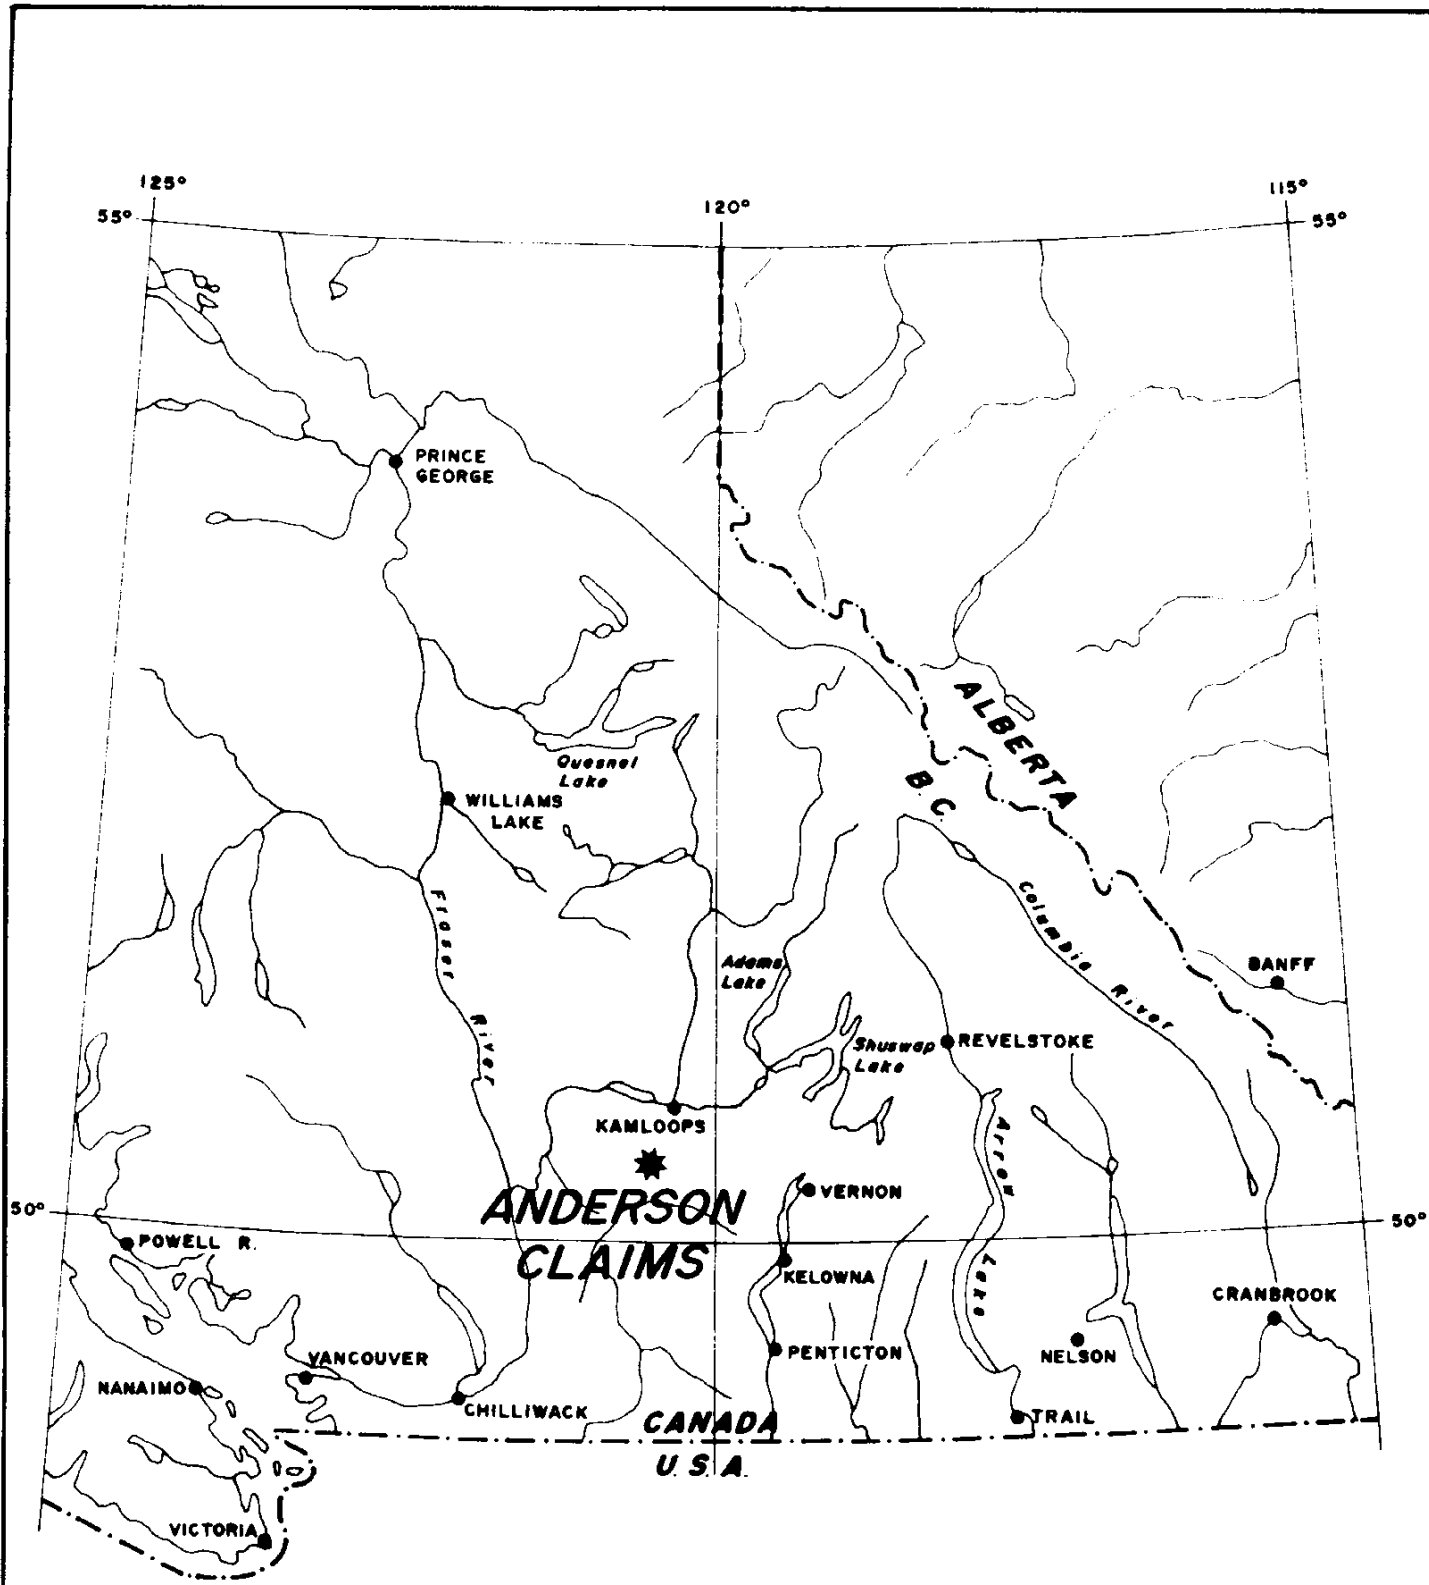 125°
120°
115°
55°
55°
PRINCE
GEORGE
ALBERTA
B.C.
Quesnel
Lake
WILLIAMS
LAKE
Fraser River
Columbia River
Adams
Lake
BANFF
Shuswap
Lake
REVELSTOKE
KAMLOOPS
Arrow Lake
VERNON
ANDERSON
CLAIMS
50°
50°
POWELL R.
KELOWNA
CRANBROOK
VANCOUVER
PENTICTON
NELSON
NANAIMO
CHILLIWACK
CANADA
TRAIL
U.S.A.
VICTORIA